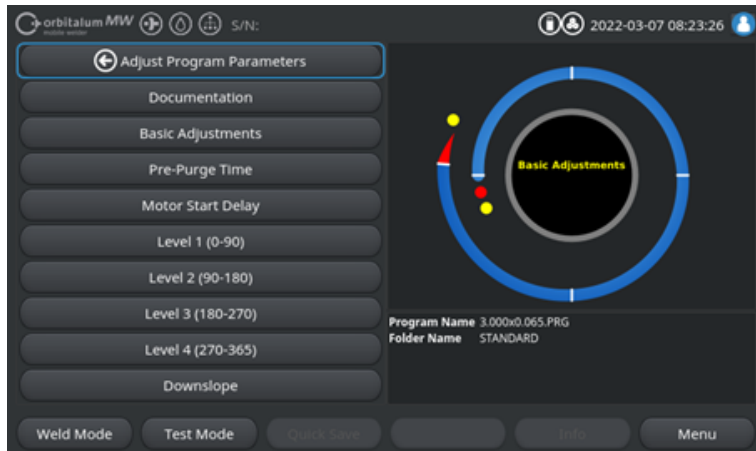 orbitalum MW
mobile welder
S/N:
2022-03-07 08:23:26
Adjust Program Parameters
Documentation
Basic Adjustments
Pre-Purge Time
Motor Start Delay
Level 1 (0-90)
Level 2 (90-180)
Level 3 (180-270)
Level 4 (270-365)
Downslope
Basic Adjustments
Program Name 3.000x0.065.PRG
Folder Name STANDARD
Weld Mode
Test Mode
Quick Save
Info
Menu